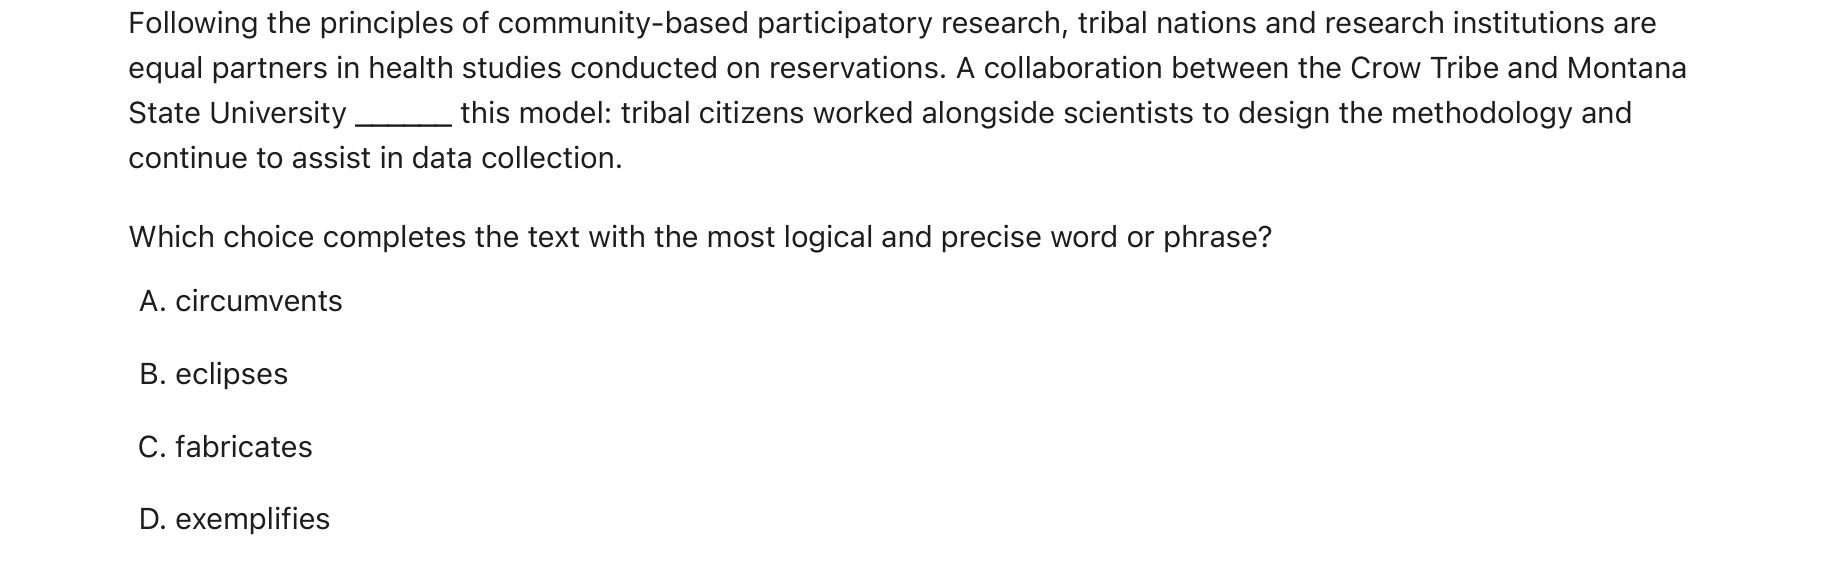 Following the principles of community-based participatory research, tribal nations and research institutions are
equal partners in health studies conducted on reservations. A collaboration between the Crow Tribe and Montana
State University ______ this model: tribal citizens worked alongside scientists to design the methodology and
continue to assist in data collection.
Which choice completes the text with the most logical and precise word or phrase?
A. circumvents
B. eclipses
C. fabricates
D. exemplifies